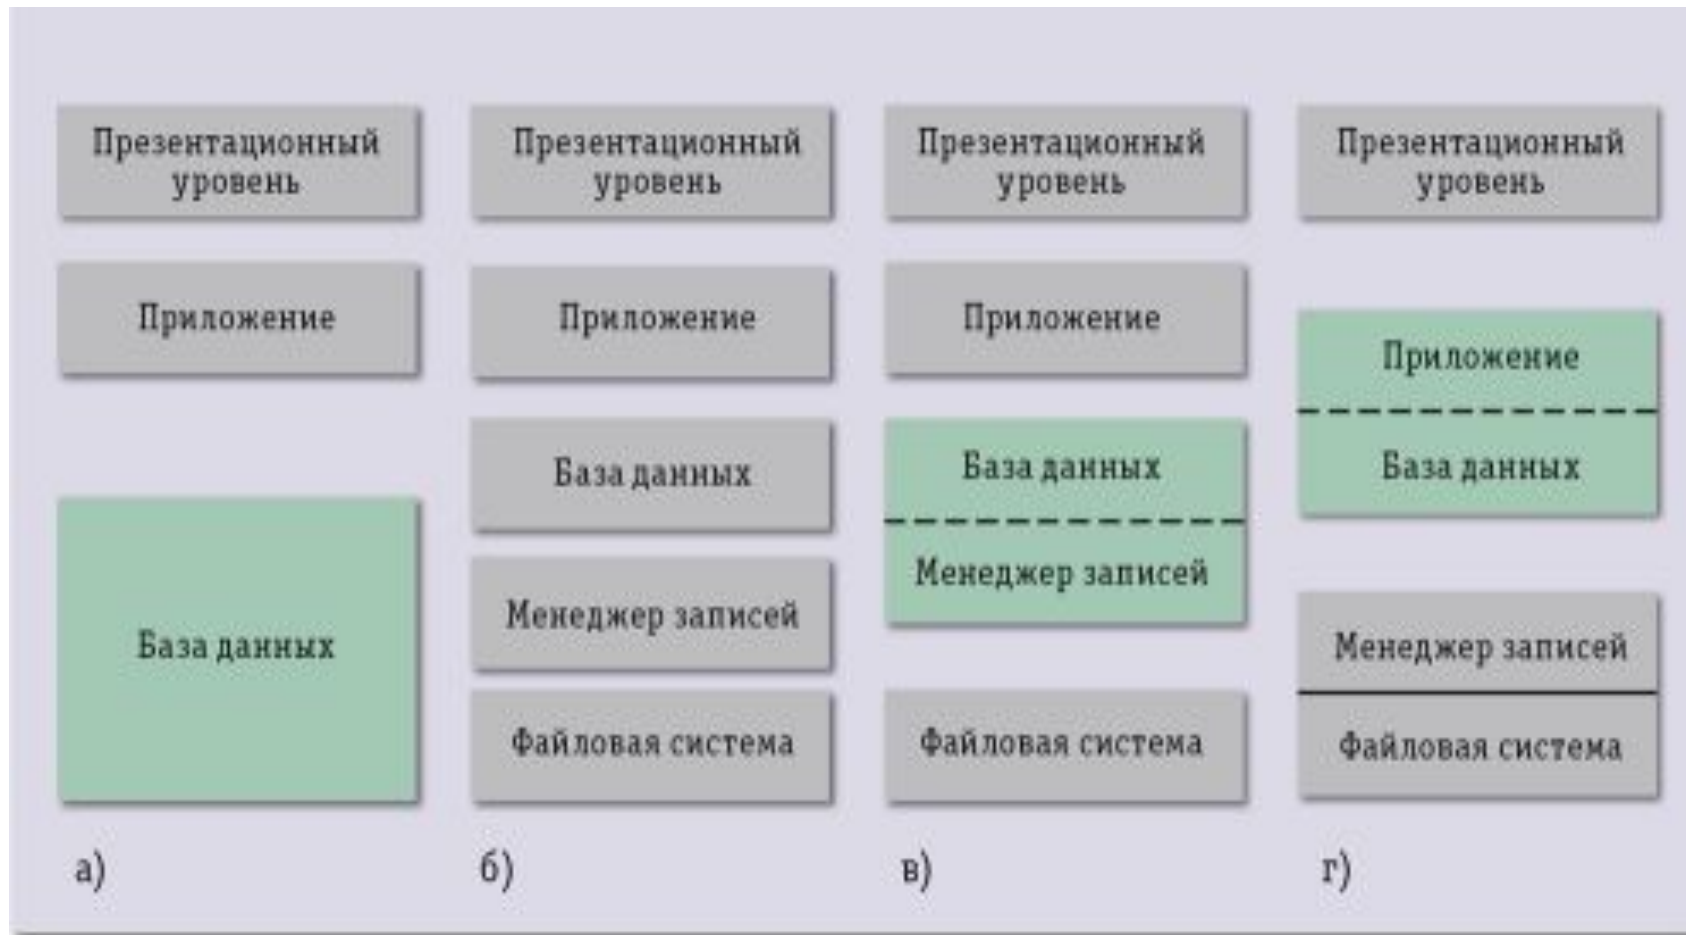 Презентационный
уровень
Приложение
База данных
а)
Презентационный
уровень
Приложение
База данных
Менеджер записей
Файловая система
б)
Презентационный
уровень
Приложение
База данных
Менеджер записей
Файловая система
в)
Презентационный
уровень
Приложение
База данных
Менеджер записей
Файловая система
г)